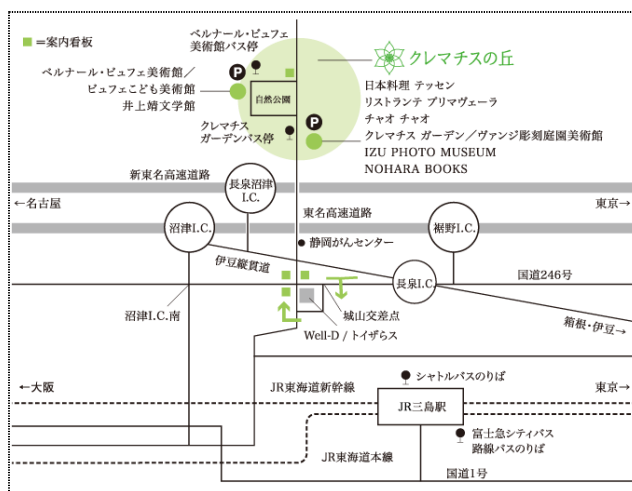 =案内看板
ベルナール・ビュフェ
美術館バス停
クレマチスの丘
P
ベルナール・ビュフェ美術館／
ビュフェこども美術館
井上靖文学館
自然公園
日本料理 テッセン
リストランテ プリマヴェーラ
チャオ チャオ
クレマチス ガーデン／ヴァンジ彫刻庭園美術館
IZU PHOTO MUSEUM
NOHARA BOOKS
P
クレマチス
ガーデンバス停
新東名高速道路
長泉沼津
I.C.
←名古屋
東京→
東名高速道路
沼津I.C.
裾野I.C.
静岡がんセンター
伊豆縦貫道
長泉I.C.
国道246号
沼津I.C.南
城山交差点
箱根・伊豆→
Well-D / トイザらス
←大阪
JR東海道新幹線
シャトルバスのりば
東京→
JR三島駅
富士急シティバス
路線バスのりば
JR東海道本線
国道1号